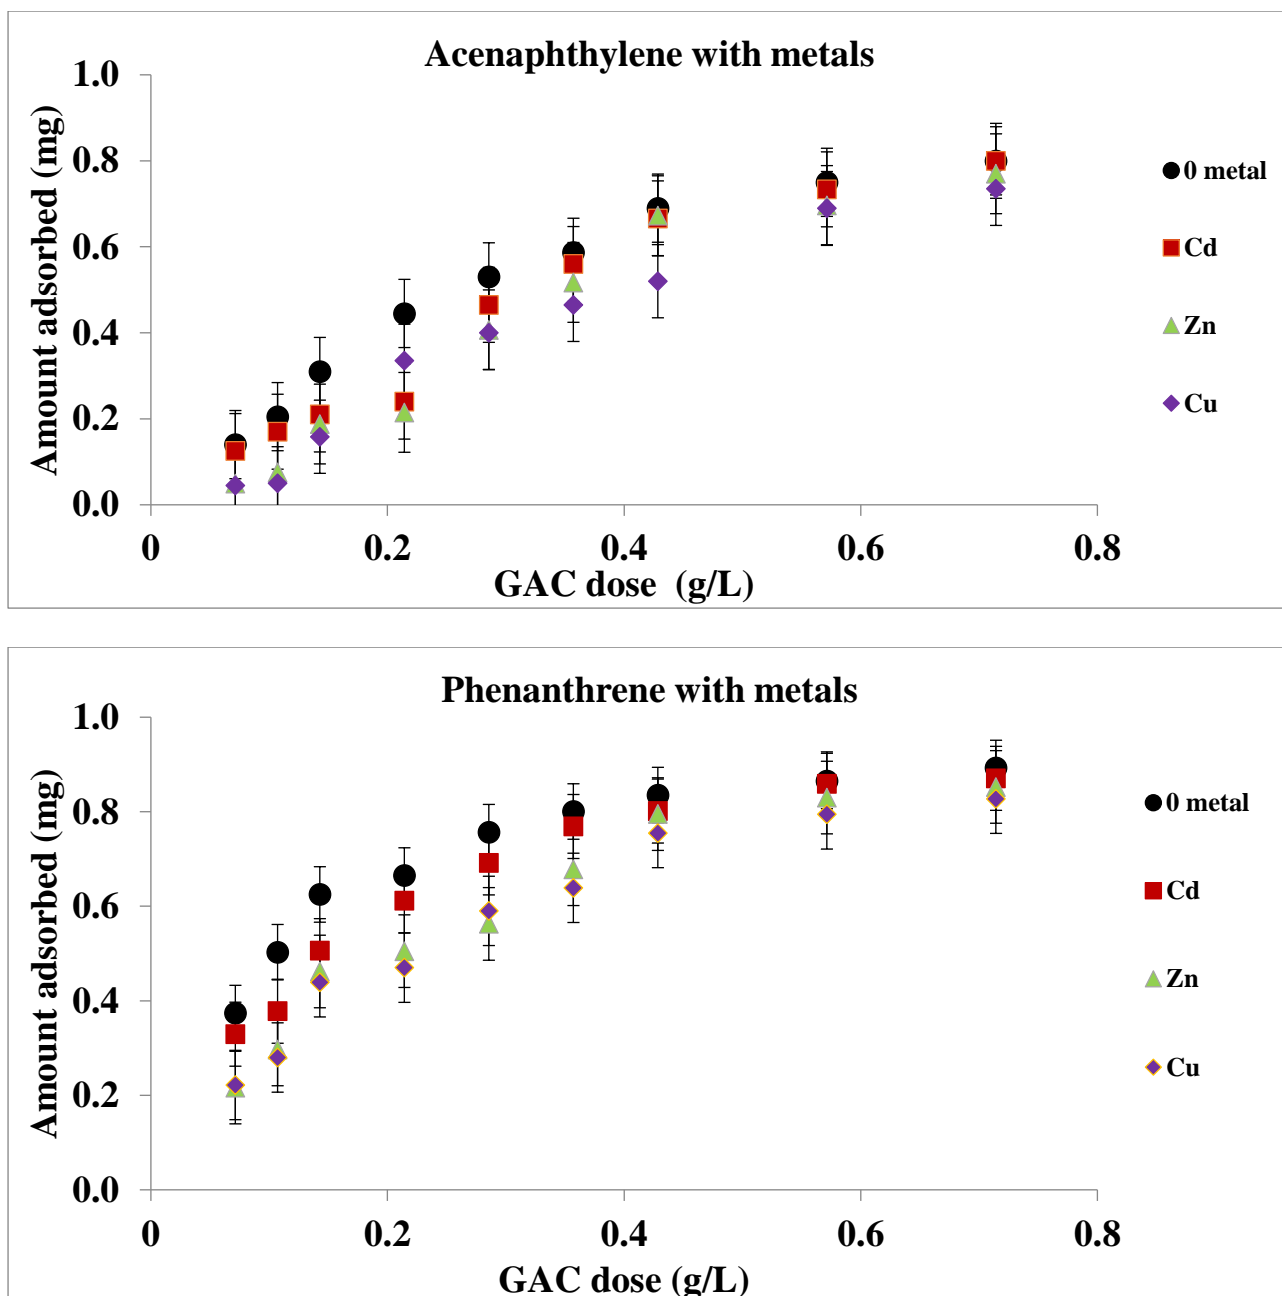 Acenaphthylene with metals
Amount adsorbed (mg)
1.0
0.8
0.6
0.4
0.2
0.0
0 0.2 0.4 0.6 0.8
GAC dose (g/L)
0 metal
Cd
Zn
Cu
Phenanthrene with metals
Amount adsorbed (mg)
1.0
0.8
0.6
0.4
0.2
0.0
0 0.2 0.4 0.6 0.8
GAC dose (g/L)
0 metal
Cd
Zn
Cu